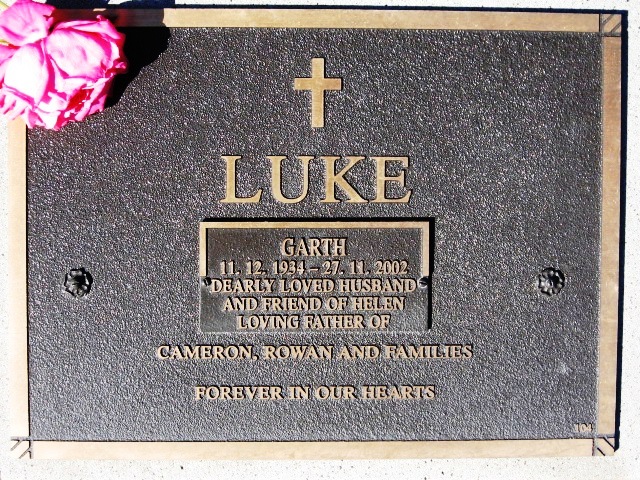 LUKE
GARTH
11. 12. 1934 – 27. 11. 2002
DEARLY LOVED HUSBAND
AND FRIEND OF HELEN
LOVING FATHER OF
CAMERON, ROWAN AND FAMILIES
FOREVER IN OUR HEARTS
104